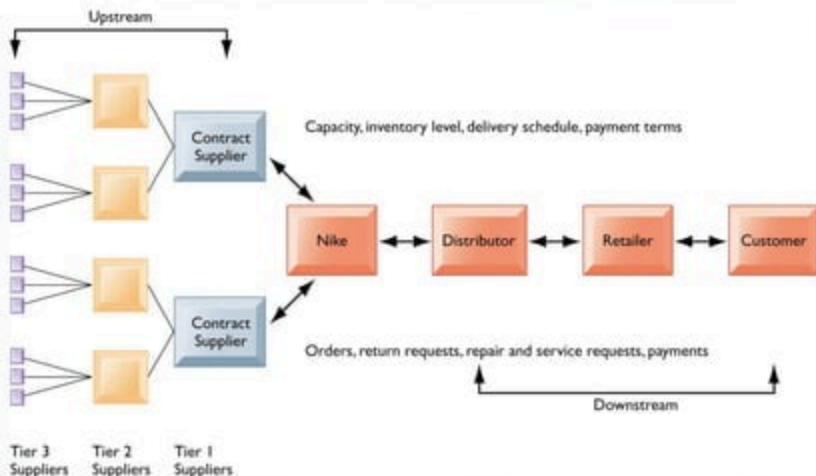 Upstream
Contract
Supplier
Capacity, inventory level, delivery schedule, payment terms
Nike
Distributor
Retailer
Customer
Contract
Supplier
Orders, return requests, repair and service requests, payments
Downstream
Tier 3
Suppliers
Tier 2
Suppliers
Tier 1
Suppliers